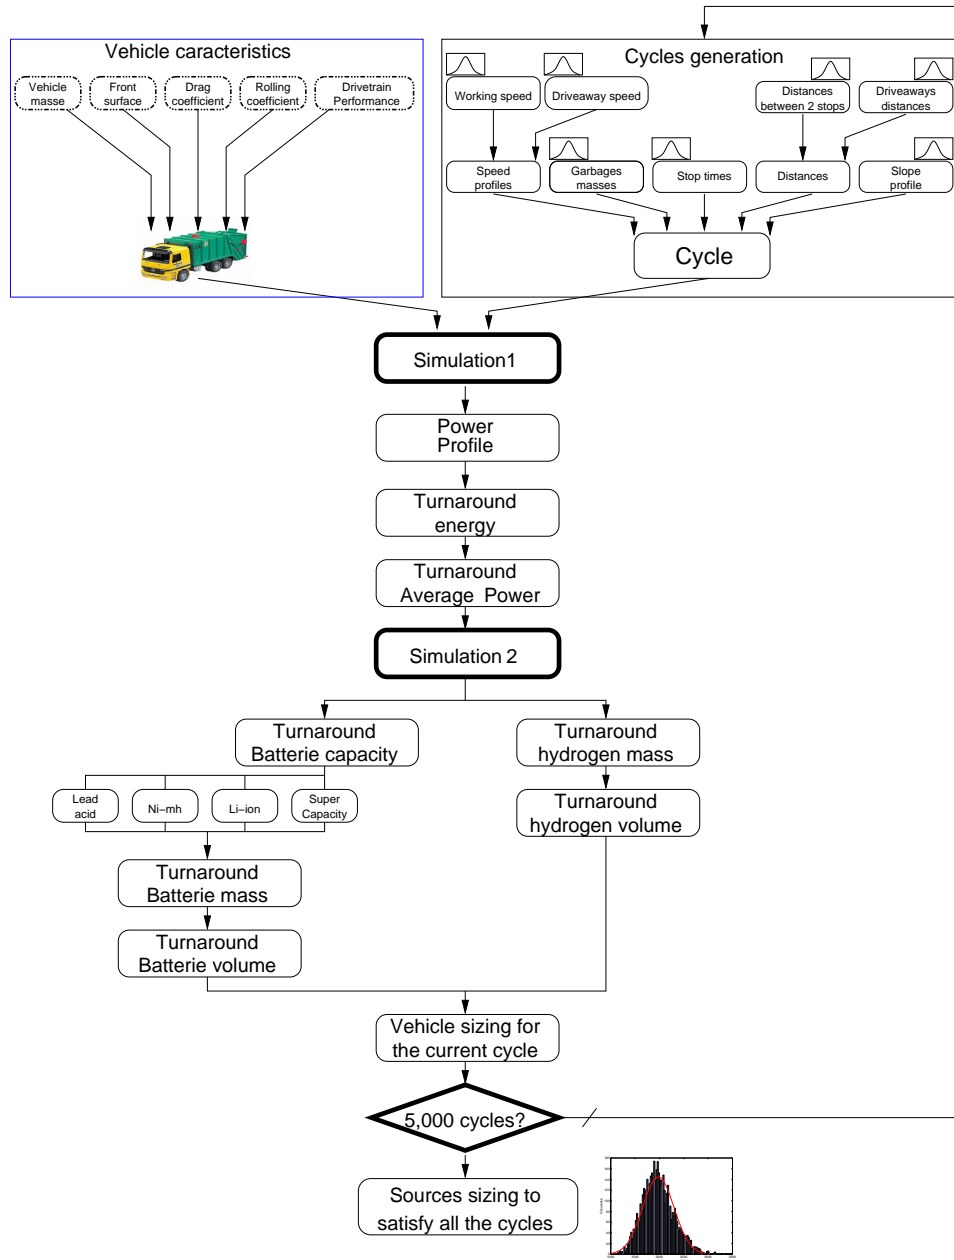 Vehicle caracteristics
Vehicle
masse
Front
surface
Drag
coefficient
Rolling
coefficient
Drivetrain
Performance
Cycles generation
Working speed
Driveaway speed
Distances
between 2 stops
Driveaways
distances
Speed
profiles
Garbages
masses
Stop times
Distances
Slope
profile
Cycle
Simulation1
Power
Profile
Turnaround
energy
Turnaround
Average Power
Simulation 2
Turnaround
Batterie capacity
Turnaround
hydrogen mass
Lead
acid
Ni−mh
Li−ion
Super
Capacity
Turnaround
hydrogen volume
Turnaround
Batterie mass
Turnaround
Batterie volume
Vehicle sizing for
the current cycle
5,000 cycles?
Sources sizing to
satisfy all the cycles